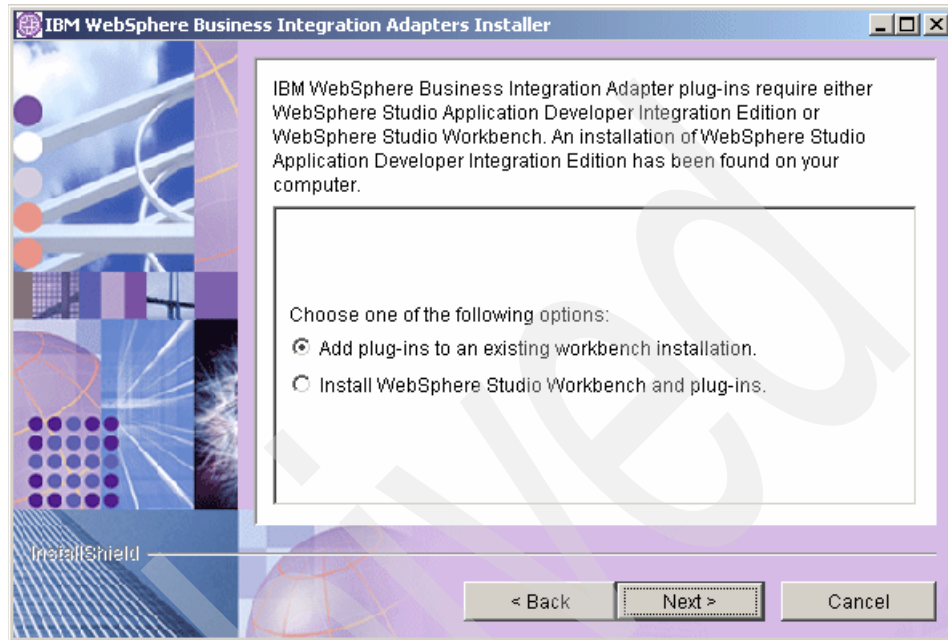 IBM WebSphere Business Integration Adapters Installer
IBM WebSphere Business Integration Adapter plug-ins require either
WebSphere Studio Application Developer Integration Edition or
WebSphere Studio Workbench. An installation of WebSphere Studio
Application Developer Integration Edition has been found on your
computer.
Choose one of the following options:
Add plug-ins to an existing workbench installation.
Install WebSphere Studio Workbench and plug-ins.
InstallShield
< Back
Next >
Cancel